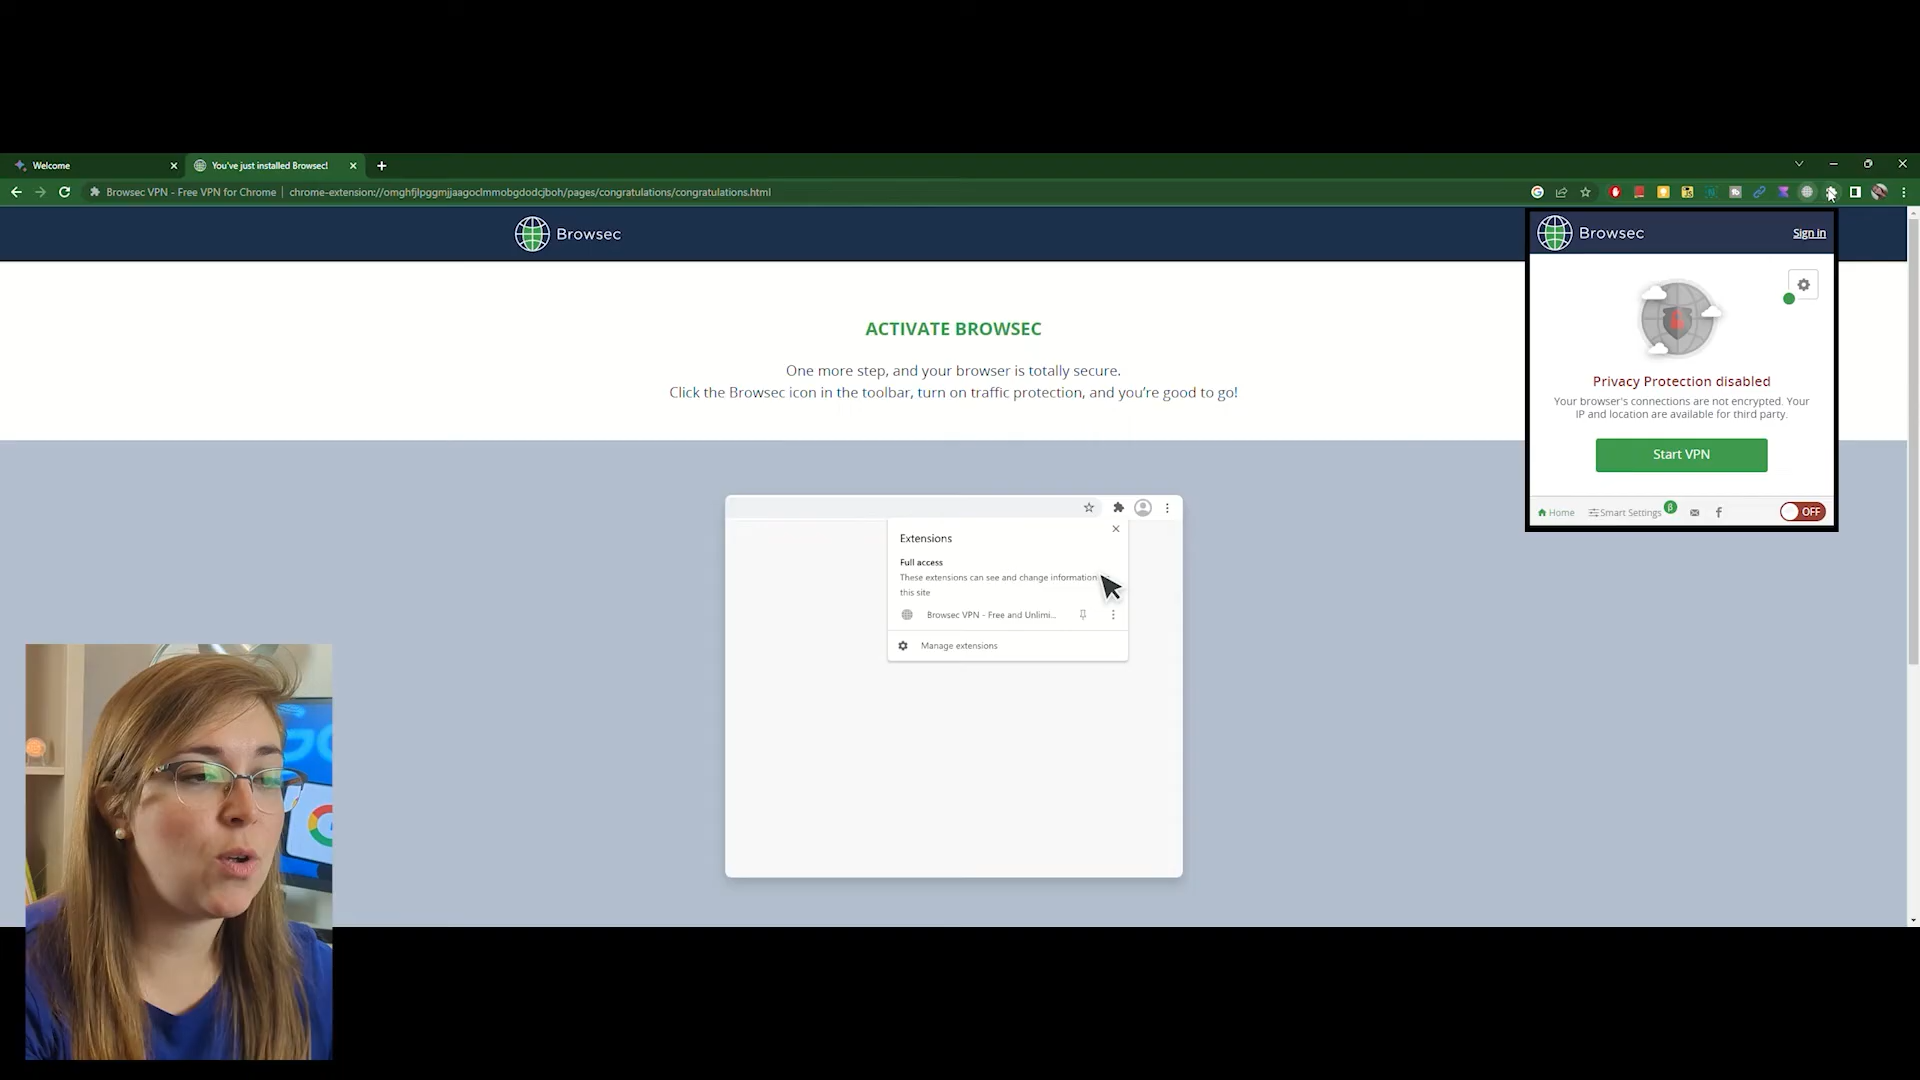 Welcome
You've just installed Browsec!
Browsec VPN - Free VPN for Chrome | chrome-extension://omghfjlpggmjjaagoclmmobgdodcjboh/pages/congratulations/congratulations.html
Browsec
ACTIVATE BROWSEC
One more step, and your browser is totally secure.
Click the Browsec icon in the toolbar, turn on traffic protection, and you're good to go!
Extensions
Full access
These extensions can see and change information
this site
Browsec VPN - Free and Unlimi...
Manage extensions
Browsec
Sign in
Privacy Protection disabled
Your browser's connections are not encrypted. Your
IP and location are available for third party.
Start VPN
Home
Smart Settings
β
OFF